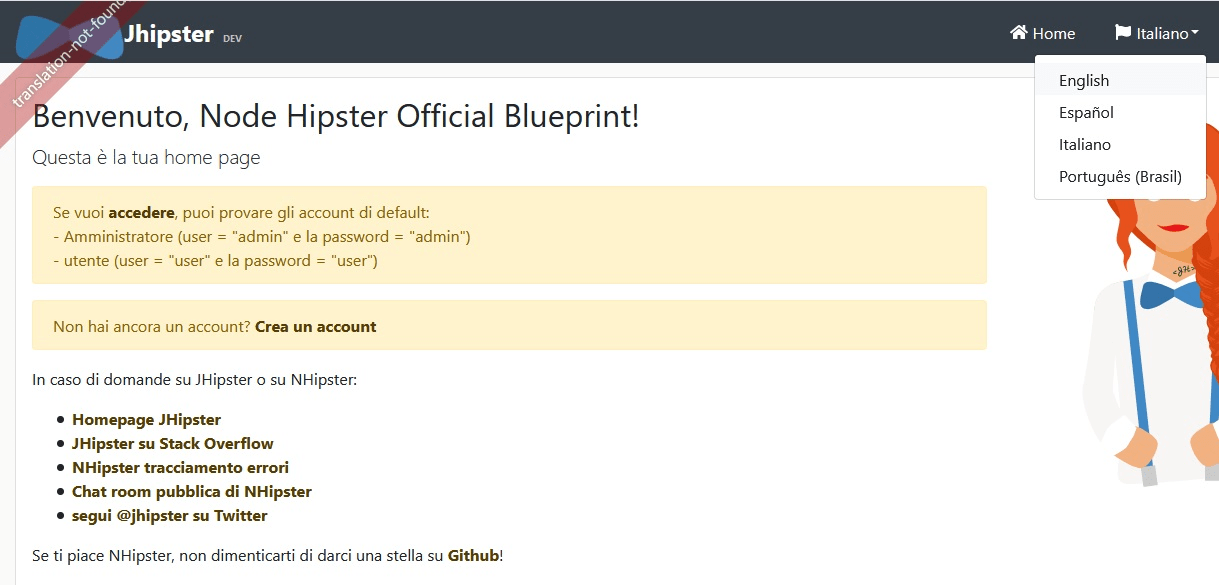 translation-not-found
Jhipster DEV
Home
Italiano
English
Español
Italiano
Português (Brasil)
Benvenuto, Node Hipster Official Blueprint!
Questa è la tua home page
Se vuoi accedere, puoi provare gli account di default:
- Amministratore (user = "admin" e la password = "admin")
- utente (user = "user" e la password = "user")
Non hai ancora un account? Crea un account
In caso di domande su JHipster o su NHipster:
Homepage JHipster
JHipster su Stack Overflow
NHipster tracciamento errori
Chat room pubblica di NHipster
segui @jhipster su Twitter
Se ti piace NHipster, non dimenticarti di darci una stella su Github!